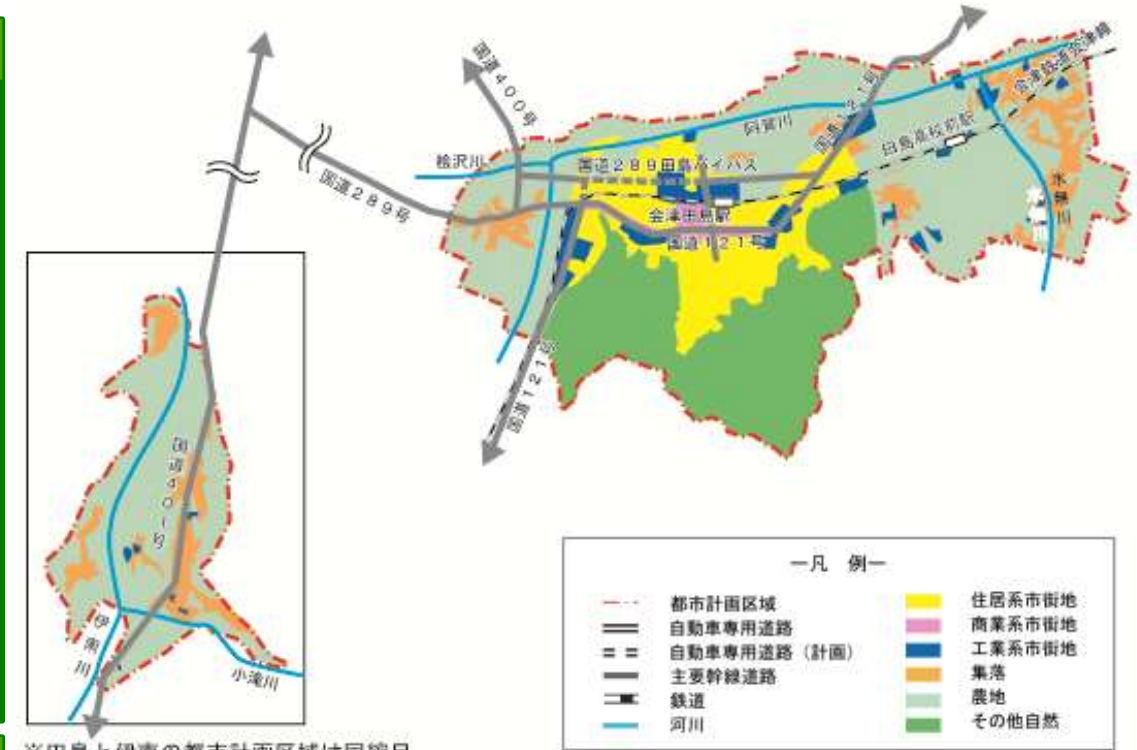 国道400号
国道289号
桧沢川
阿賀川
国道121号
会津鉄道会津線
田島高校前駅
国道289田島バイパス
会津田島駅
国道121号
国道121号
国道401号
伊南川
小滝川
ー凡 例ー
都市計画区域
自動車専用道路
自動車専用道路（計画）
主要幹線道路
鉄道
河川
住居系市街地
商業系市街地
工業系市街地
集落
農地
その他自然